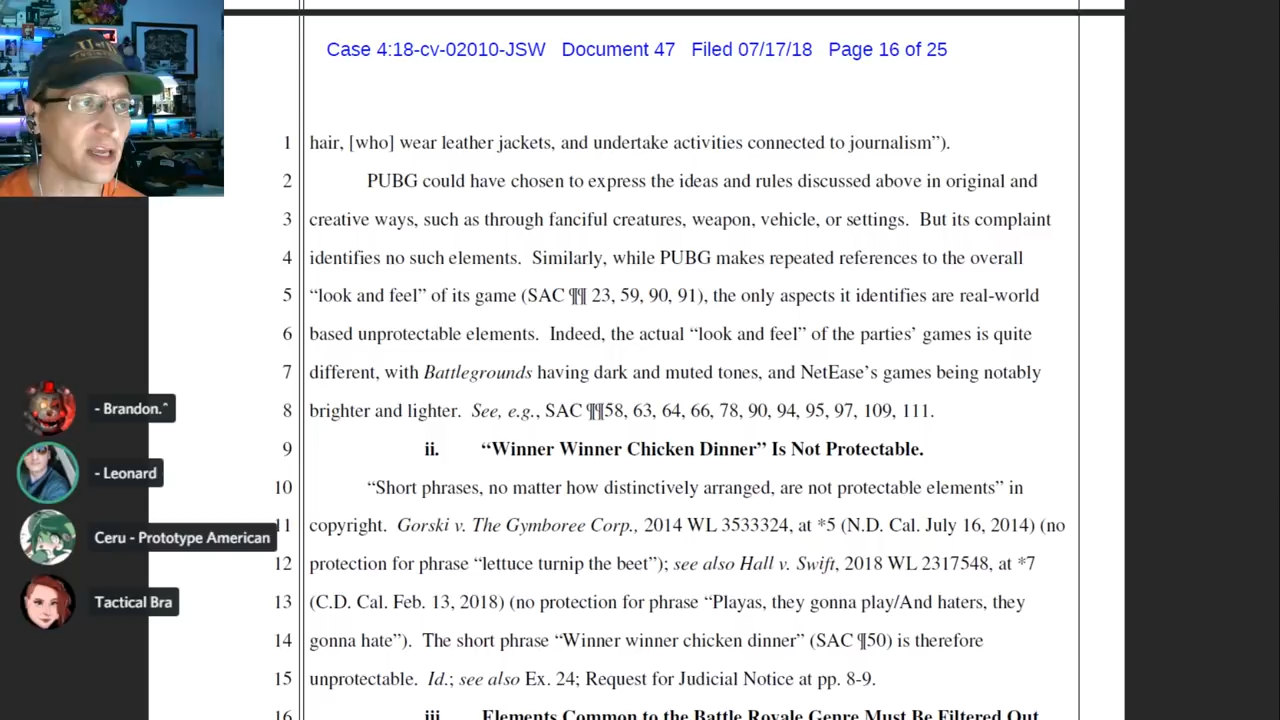 Case 4:18-cv-02010-JSW Document 47 Filed 07/17/18 Page 16 of 25
1 hair, [who] wear leather jackets, and undertake activities connected to journalism”).
2 PUBG could have chosen to express the ideas and rules discussed above in original and
3 creative ways, such as through fanciful creatures, weapon, vehicle, or settings. But its complaint
4 identifies no such elements. Similarly, while PUBG makes repeated references to the overall
5 “look and feel” of its game (SAC ¶¶ 23, 59, 90, 91), the only aspects it identifies are real-world
6 based unprotectable elements. Indeed, the actual “look and feel” of the parties’ games is quite
7 different, with Battlegrounds having dark and muted tones, and NetEase’s games being notably
8 brighter and lighter. See, e.g., SAC ¶¶58, 63, 64, 66, 78, 90, 94, 95, 97, 109, 111.
9 ii. “Winner Winner Chicken Dinner” Is Not Protectable.
10 “Short phrases, no matter how distinctively arranged, are not protectable elements” in
11 copyright. Gorski v. The Gymboree Corp., 2014 WL 3533324, at *5 (N.D. Cal. July 16, 2014) (no
12 protection for phrase “lettuce turnip the beet”); see also Hall v. Swift, 2018 WL 2317548, at *7
13 (C.D. Cal. Feb. 13, 2018) (no protection for phrase “Playas, they gonna play/And haters, they
14 gonna hate”). The short phrase “Winner winner chicken dinner” (SAC ¶50) is therefore
15 unprotectable. Id.; see also Ex. 24; Request for Judicial Notice at pp. 8-9.
16 iii. Elements Common to the Battle Royale Genre Must Be Filtered Out
- Brandon.^
- Leonard
Ceru - Prototype American
Tactical Bra